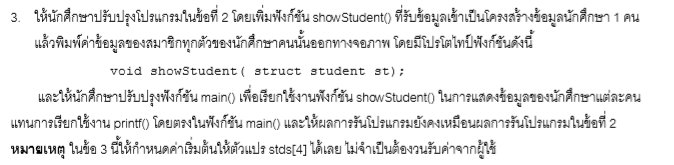 3. ให้นักศึกษาปรับปรุงโปรแกรมในข้อที่ 2 โดยเพิ่มฟังก์ชัน showStudent() ที่รับข้อมูลเข้าเป็นโครงสร้างข้อมูลนักศึกษา 1 คน
แล้วพิมพ์ค่าข้อมูลของสมาชิกทุกตัวของนักศึกษาคนนั้นออกทางจอภาพ โดยมีโปรโตไทป์ฟังก์ชันดังนี้
void showStudent( struct student st);
และให้นักศึกษาปรับปรุงฟังก์ชัน main() เพื่อเรียกใช้งานฟังก์ชัน showStudent() ในการแสดงข้อมูลของนักศึกษาแต่ละคน
แทนการเรียกใช้งาน printf() โดยตรงในฟังก์ชัน main() และให้ผลการรันโปรแกรมยังคงเหมือนผลการรันโปรแกรมในข้อที่ 2
หมายเหตุ ในข้อ 3 นี้ให้กำหนดค่าเริ่มต้นให้ตัวแปร stds[4] ได้เลย ไม่จำเป็นต้องวนรับค่าจากผู้ใช้